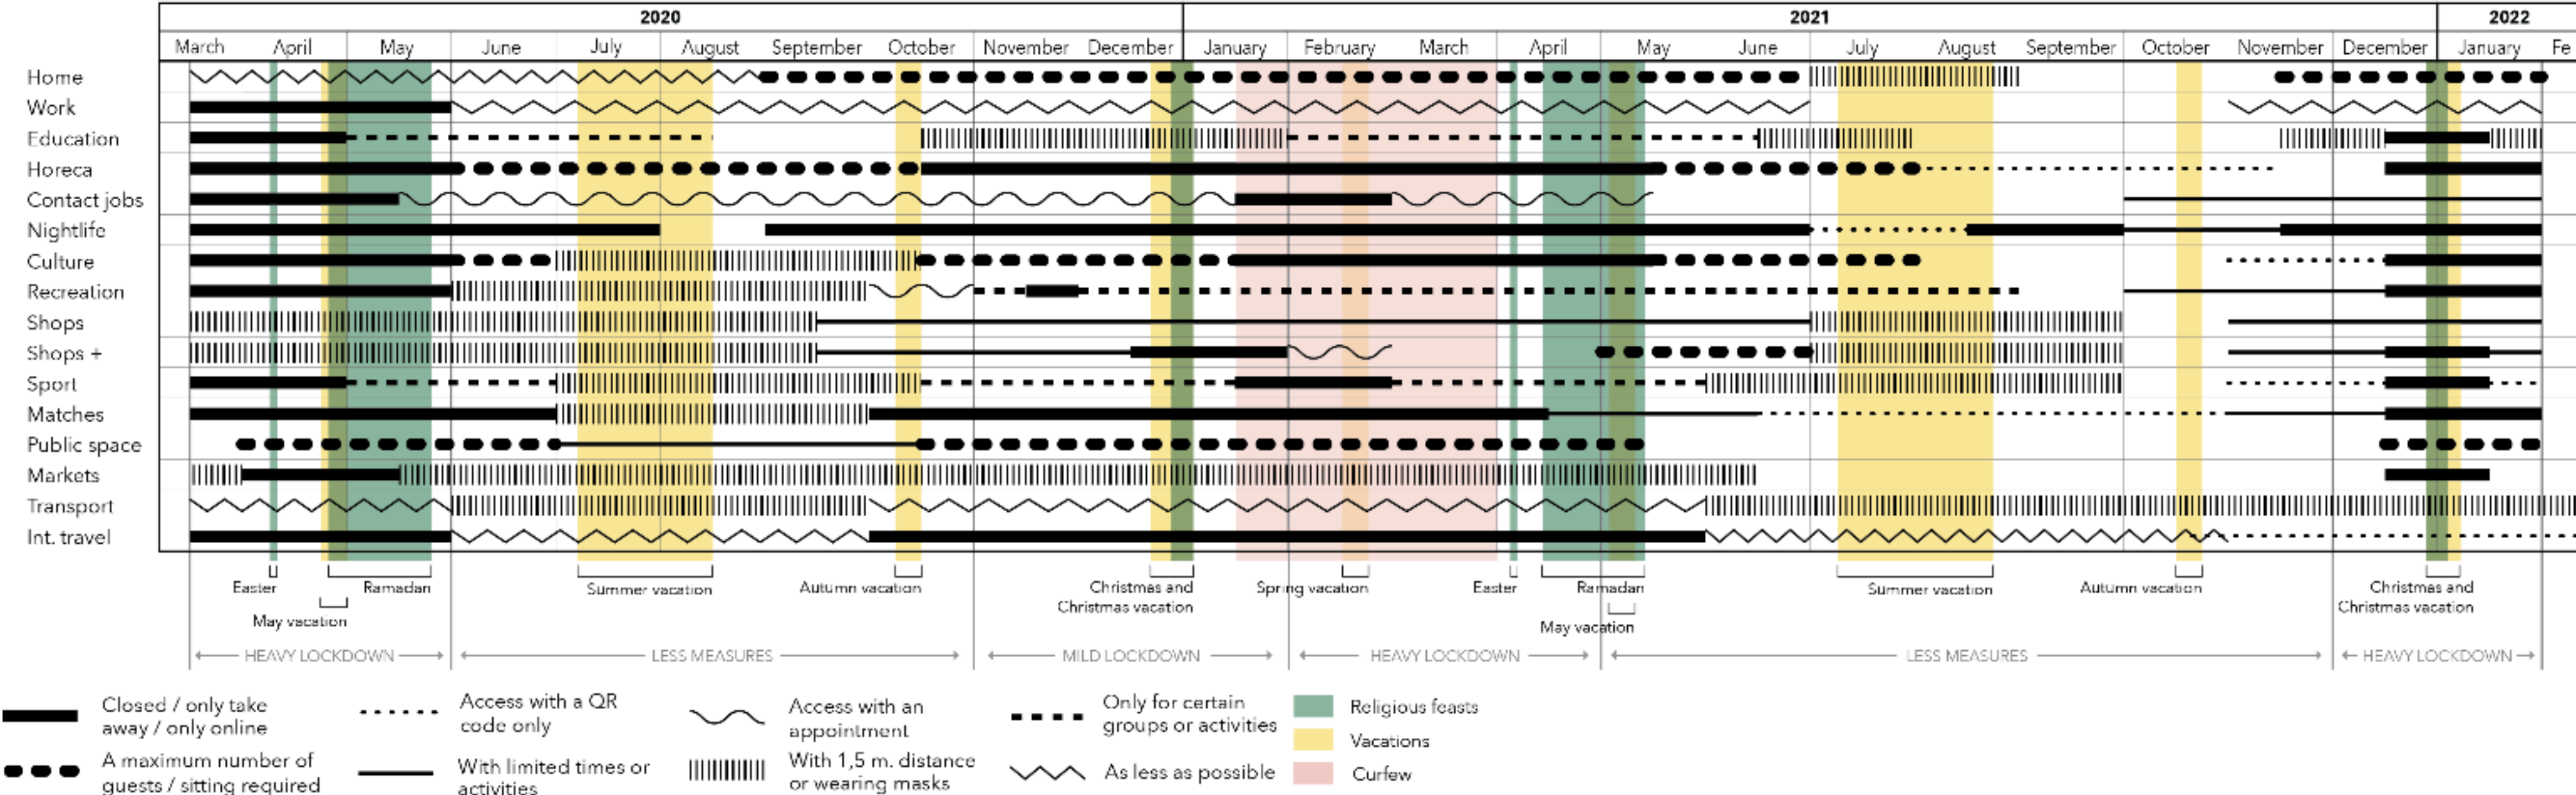 2020 2021 2022
March April May June July August September October November December January February March April May June July August September October November December January Fe
Home
Work
Education
Horeca
Contact jobs
Nightlife
Culture
Recreation
Shops
Shops +
Sport
Matches
Public space
Markets
Transport
Int. travel
Easter Ramadan Summer vacation Autumn vacation Christmas and Spring vacation Easter Ramadan Summer vacation Autumn vacation Christmas and
Christmas vacation Christmas vacation
May vacation May vacation
HEAVY LOCKDOWN LESS MEASURES MILD LOCKDOWN HEAVY LOCKDOWN LESS MEASURES HEAVY LOCKDOWN
Closed / only take
away / only online
A maximum number of
guests / sitting required
Access with a QR
code only
With limited times or
activities
Access with an
appointment
With 1,5 m. distance
or wearing masks
Only for certain
groups or activities
As less as possible
Religious feasts
Vacations
Curfew